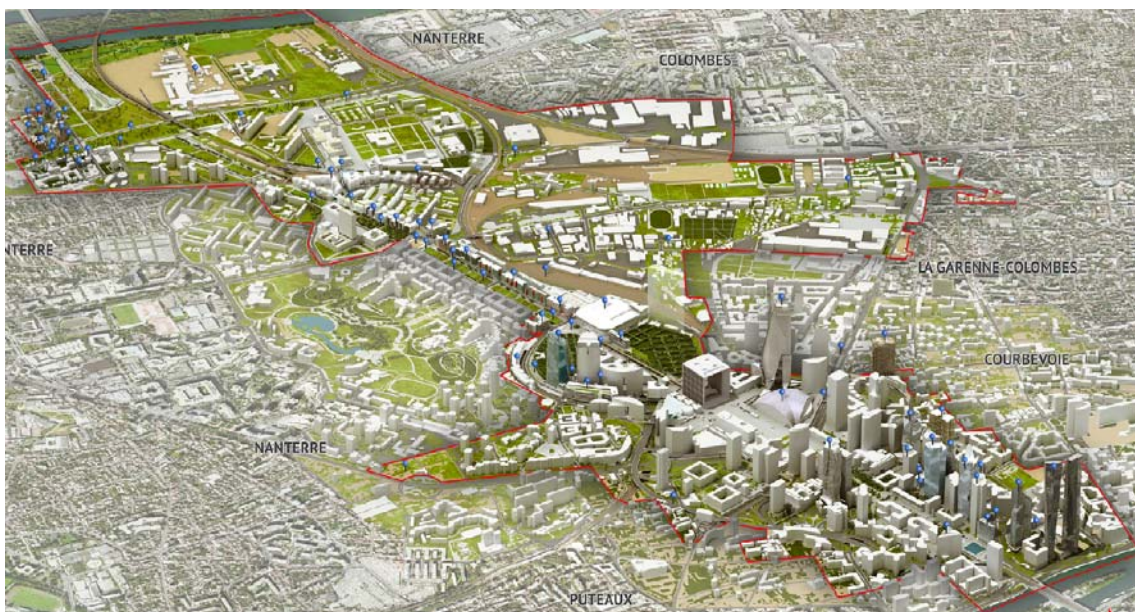 NANTERRE
COLOMBES
NTERRE
LA GARENNE-COLOMBES
COURBEVOIE
NANTERRE
PUTEAUX